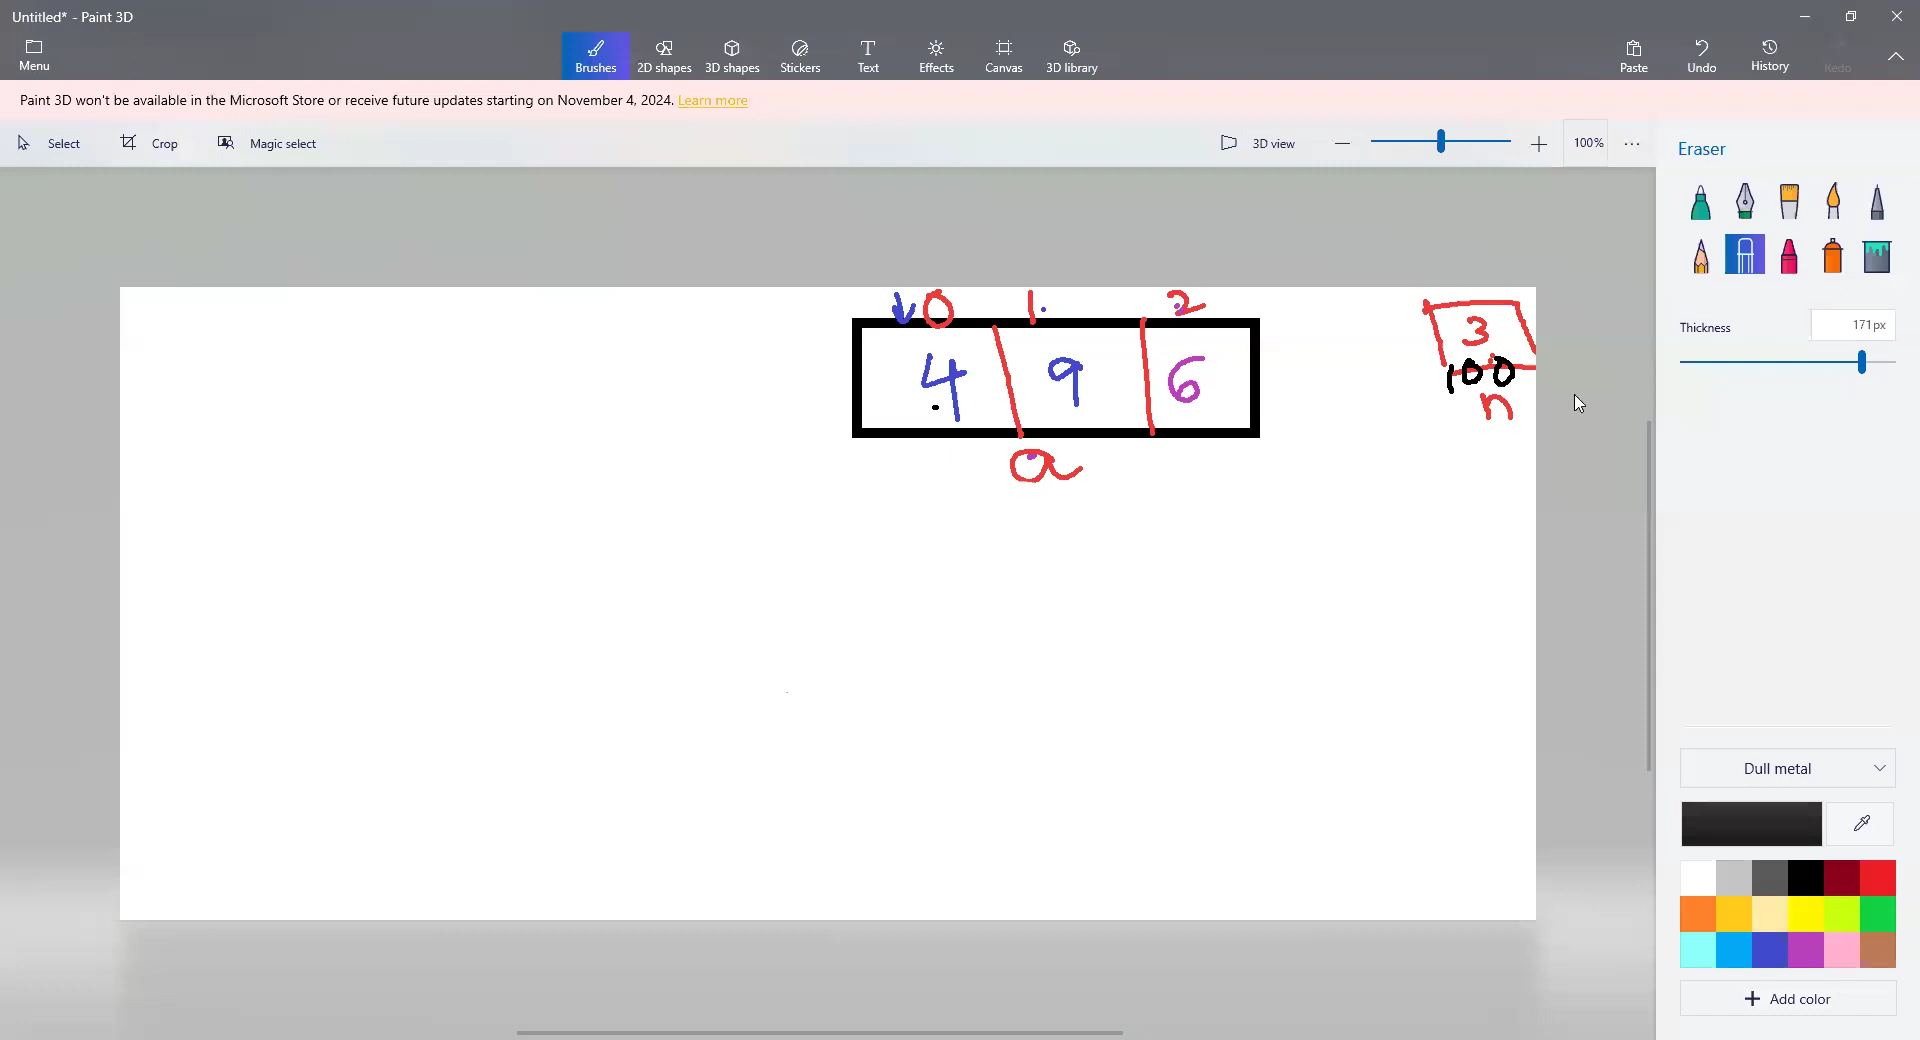 Untitled* - Paint 3D
Menu
Brushes 2D shapes 3D shapes Stickers Text Effects Canvas 3D library
Paste Undo History Redo
Paint 3D won't be available in the Microsoft Store or receive future updates starting on November 4, 2024. Learn more
Select Crop Magic select
3D view 100% ...
Eraser
Thickness 171px
0 1. 2
4 9 6
a
3
100
n
Dull metal
Add color